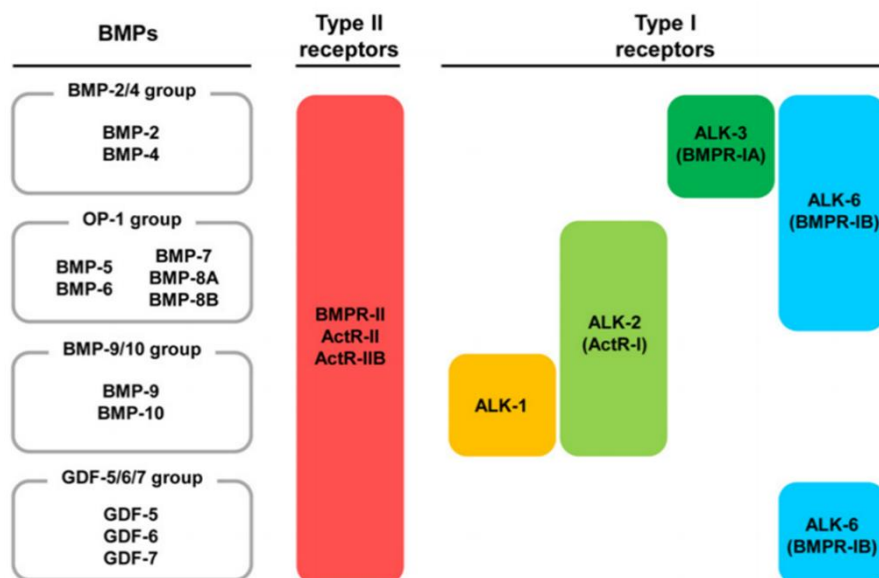 BMPs
Type II
receptors
Type I
receptors
BMP-2/4 group
BMP-2
BMP-4
OP-1 group
BMP-5
BMP-6
BMP-7
BMP-8A
BMP-8B
BMP-9/10 group
BMP-9
BMP-10
GDF-5/6/7 group
GDF-5
GDF-6
GDF-7
BMPR-II
ActR-II
ActR-IIB
ALK-1
ALK-2
(ActR-I)
ALK-3
(BMPR-IA)
ALK-6
(BMPR-IB)
ALK-6
(BMPR-IB)